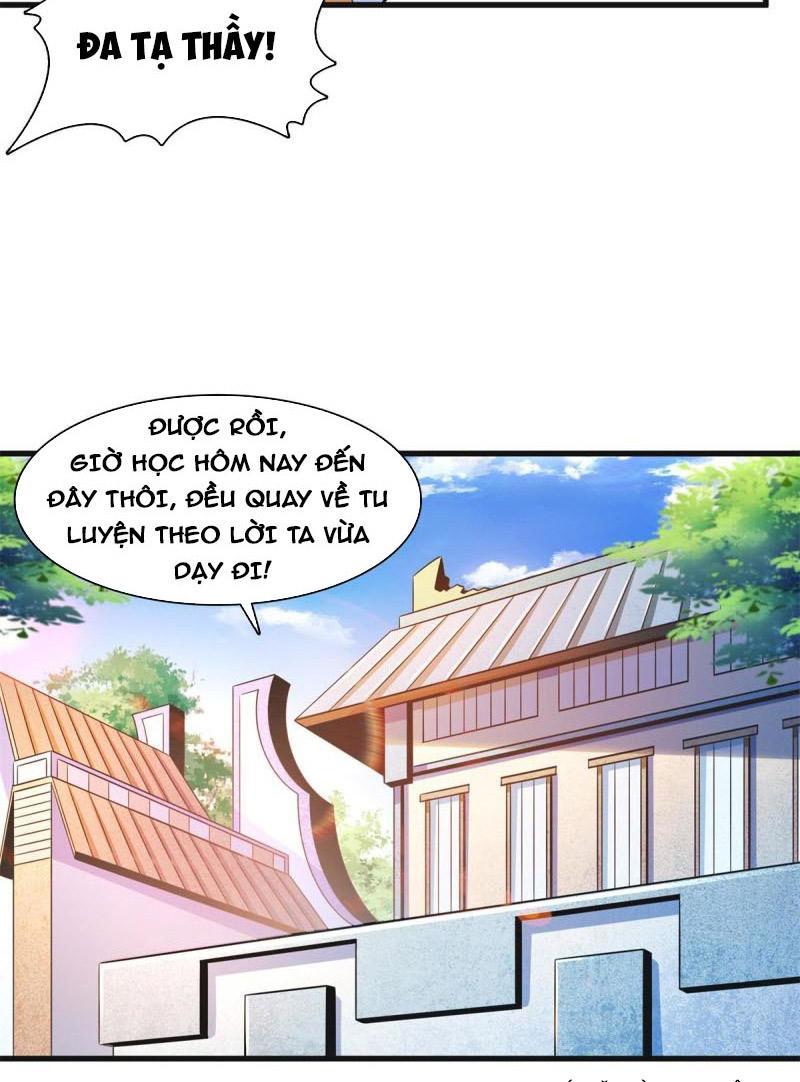 ĐA TẠ THẦY!
ĐƯỢC RỒI,
GIỜ HỌC HÔM NAY ĐẾN
ĐÂY THÔI, ĐỀU QUAY VỀ TU
LUYỆN THEO LỜI TA VỪA
DẠY ĐI!